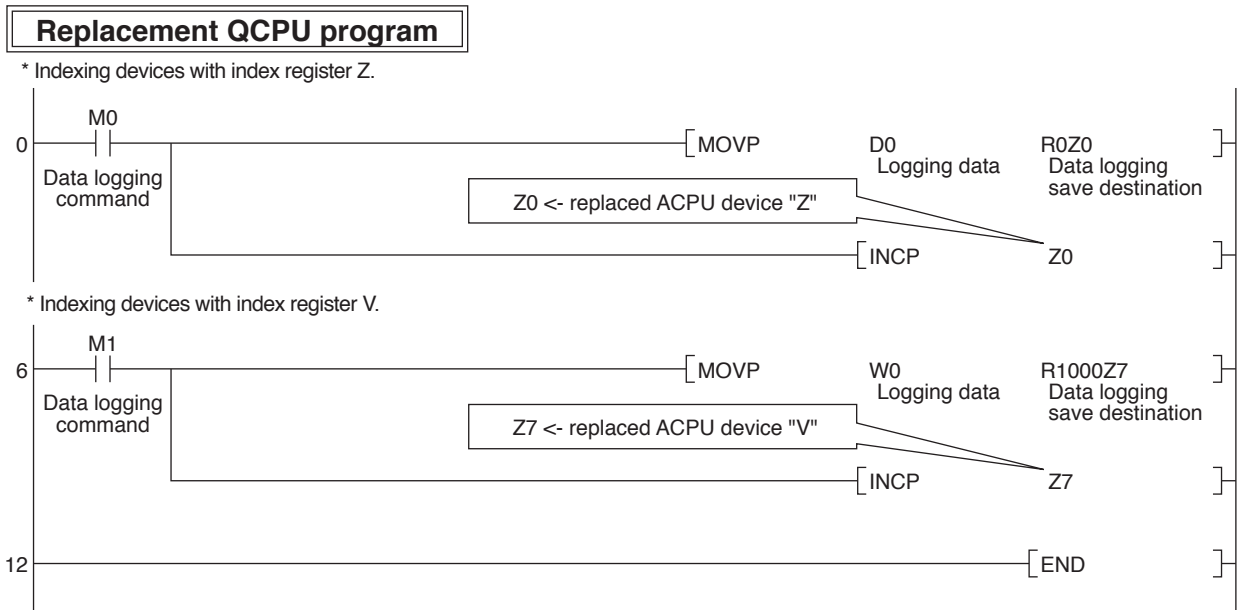 Replacement QCPU program
* Indexing devices with index register Z.
M0
0
MOVP D0 R0Z0
Data logging command
Logging data
Data logging save destination
Z0 <- replaced ACPU device "Z"
INCP Z0
* Indexing devices with index register V.
M1
6
MOVP W0 R1000Z7
Data logging command
Logging data
Data logging save destination
Z7 <- replaced ACPU device "V"
INCP Z7
12
END